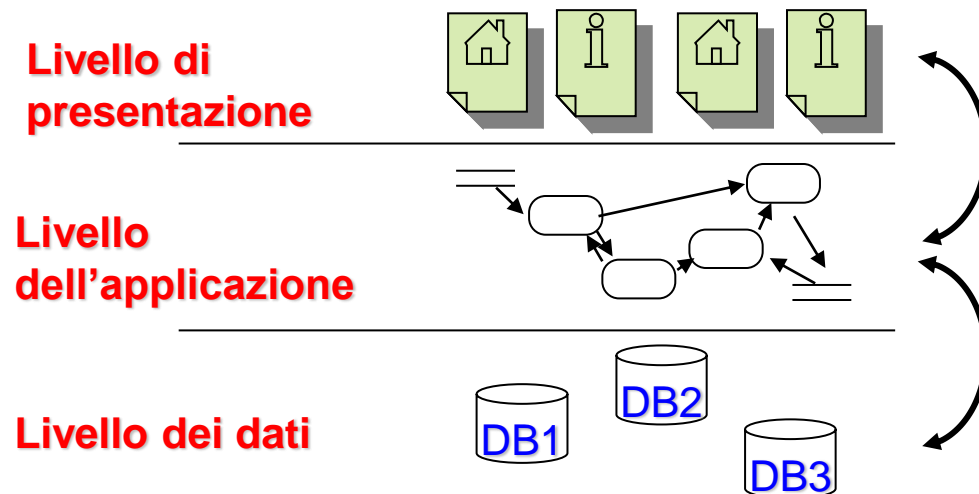 Livello di
presentazione
Livello
dell'applicazione
Livello dei dati
DB1
DB2
DB3